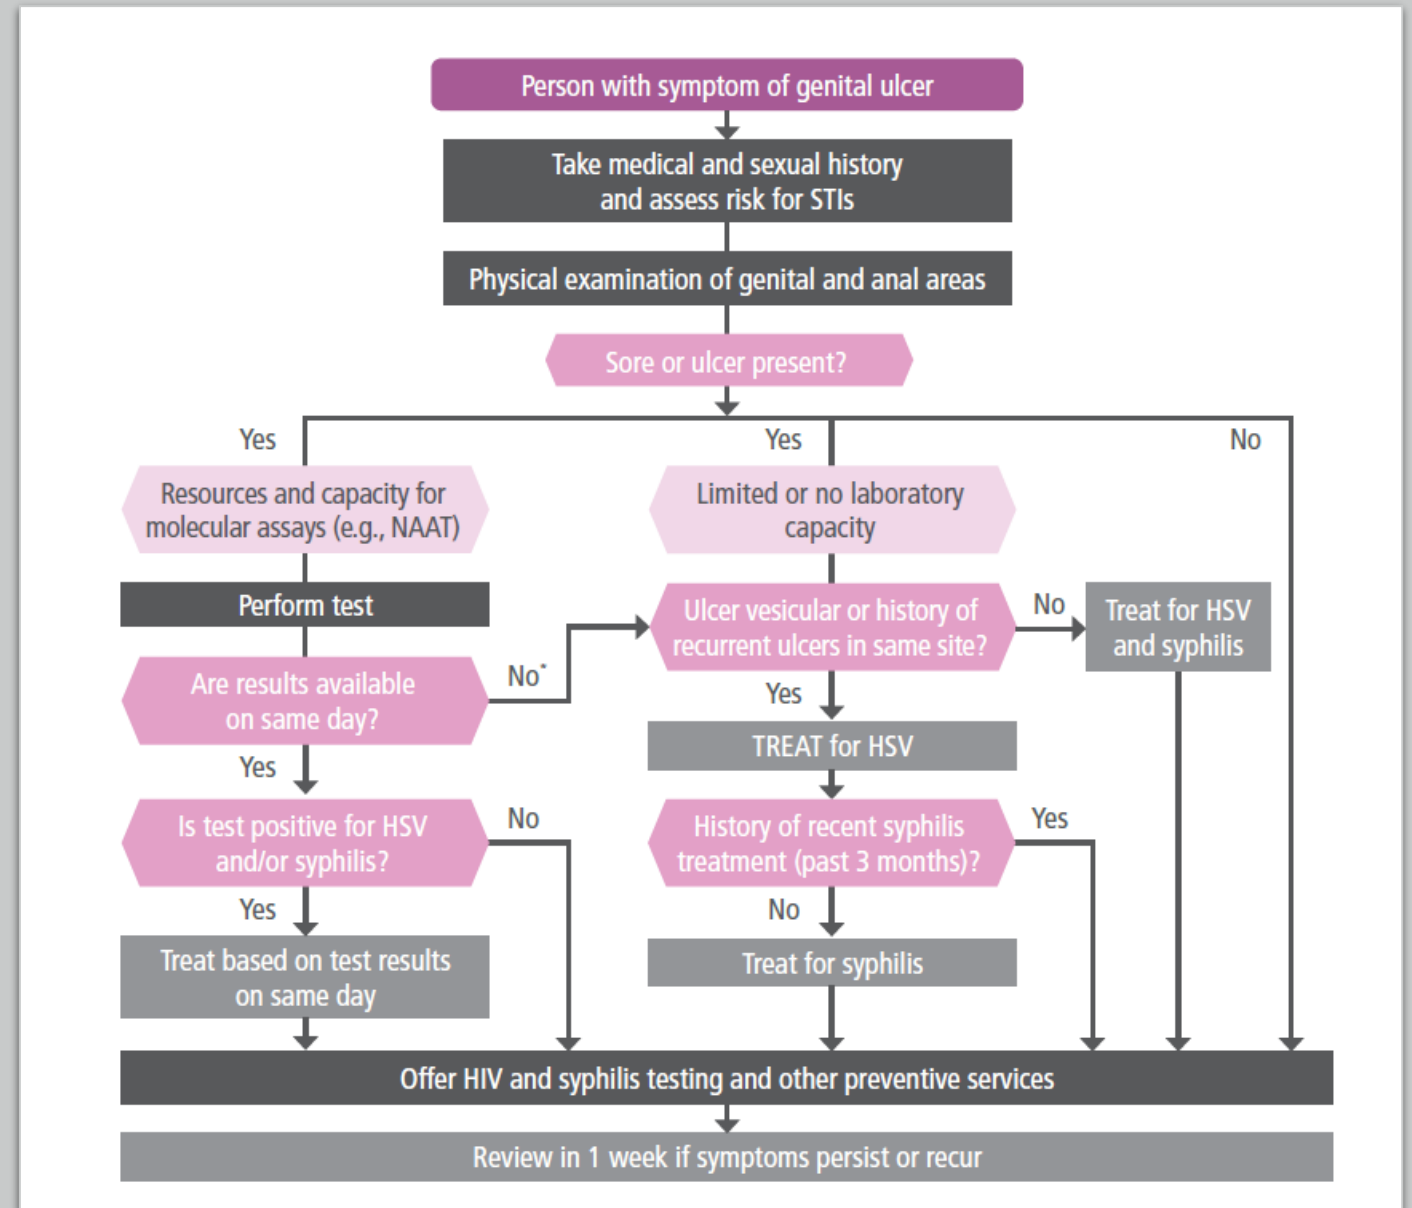 Person with symptom of genital ulcer
Take medical and sexual history
and assess risk for STIs
Physical examination of genital and anal areas
Sore or ulcer present?
Yes
Yes
No
Resources and capacity for
molecular assays (e.g., NAAT)
Limited or no laboratory
capacity
Perform test
Ulcer vesicular or history of
recurrent ulcers in same site?
No
Treat for HSV
and syphilis
Are results available
on same day?
No*
Yes
TREAT for HSV
Yes
Is test positive for HSV
and/or syphilis?
No
History of recent syphilis
treatment (past 3 months)?
Yes
Yes
No
Treat based on test results
on same day
Treat for syphilis
Offer HIV and syphilis testing and other preventive services
Review in 1 week if symptoms persist or recur